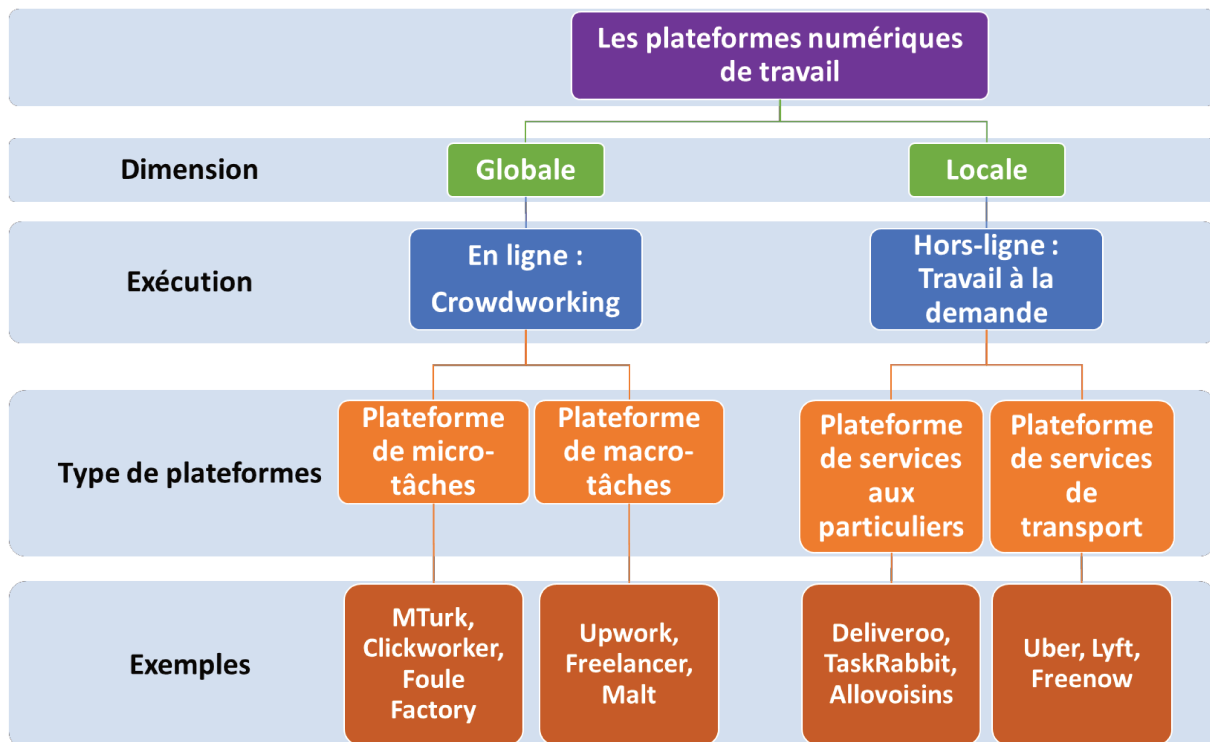 Les plateformes numériques
de travail
Dimension
Globale
Locale
Exécution
En ligne :
Crowdworking
Hors-ligne :
Travail à la
demande
Type de plateformes
Plateforme
de micro-
tâches
Plateforme
de macro-
tâches
Plateforme
de services
aux
particuliers
Plateforme
de services
de
transport
Exemples
MTurk,
Clickworker,
Foule
Factory
Upwork,
Freelancer,
Malt
Deliveroo,
TaskRabbit,
Allovoisins
Uber, Lyft,
Freenow